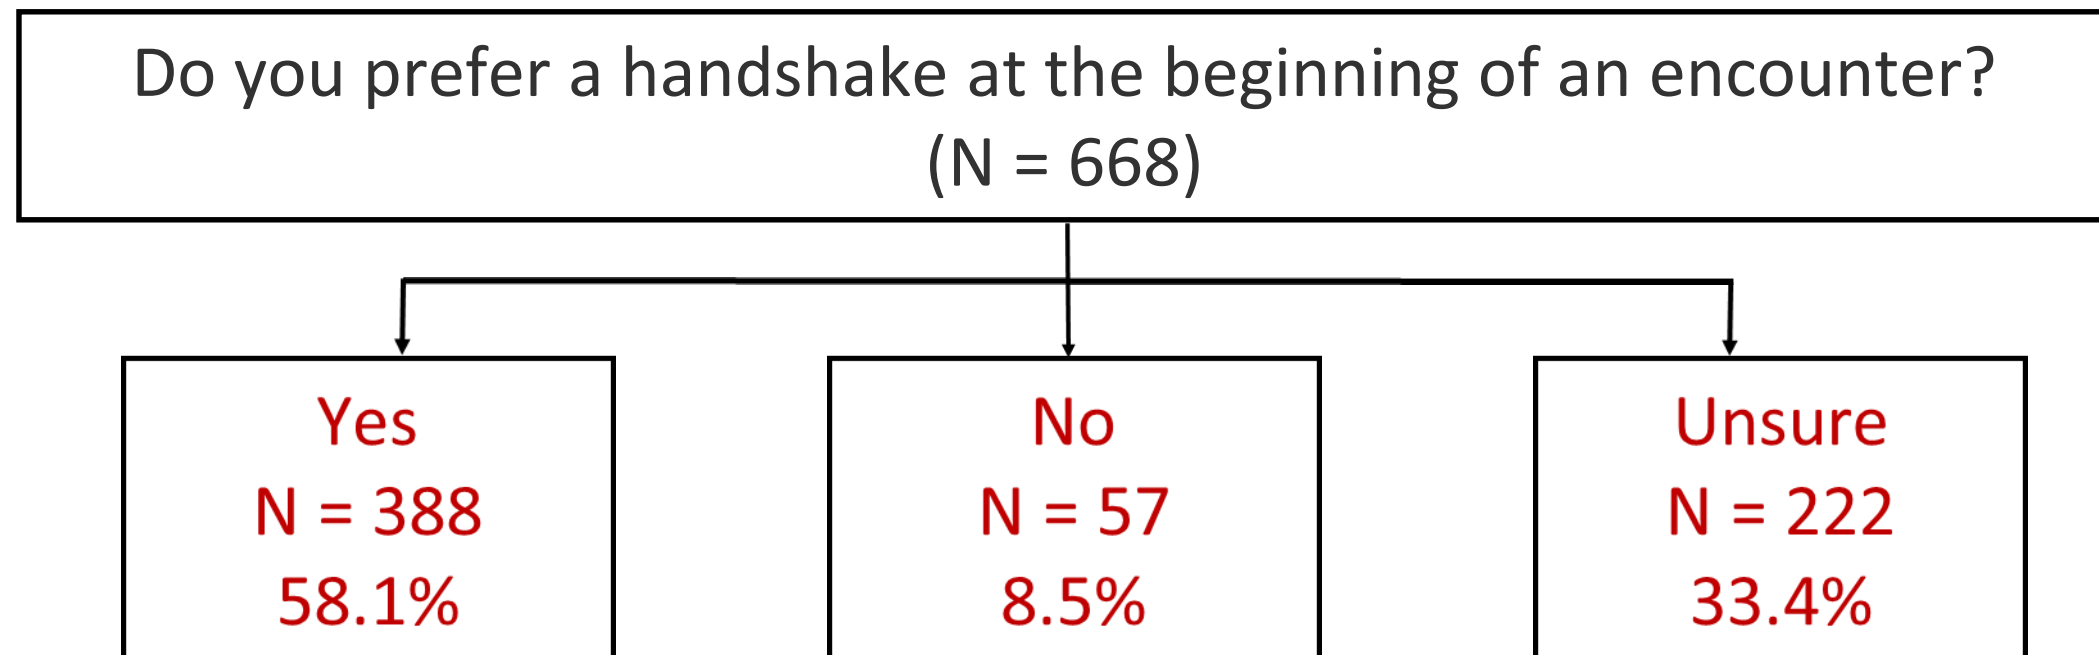 Do you prefer a handshake at the beginning of an encounter?
(N = 668)
Yes
N = 388
58.1%
No
N = 57
8.5%
Unsure
N = 222
33.4%